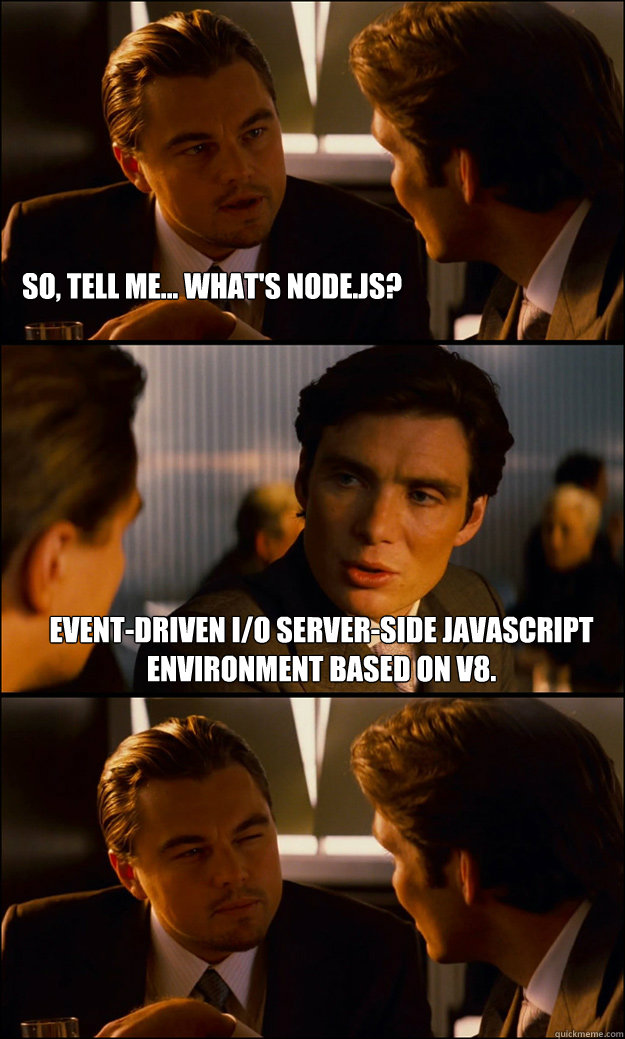 SO, TELL ME... WHAT'S NODE.JS?
EVENT-DRIVEN I/O SERVER-SIDE JAVASCRIPT
ENVIRONMENT BASED ON V8.
quickmeme.com